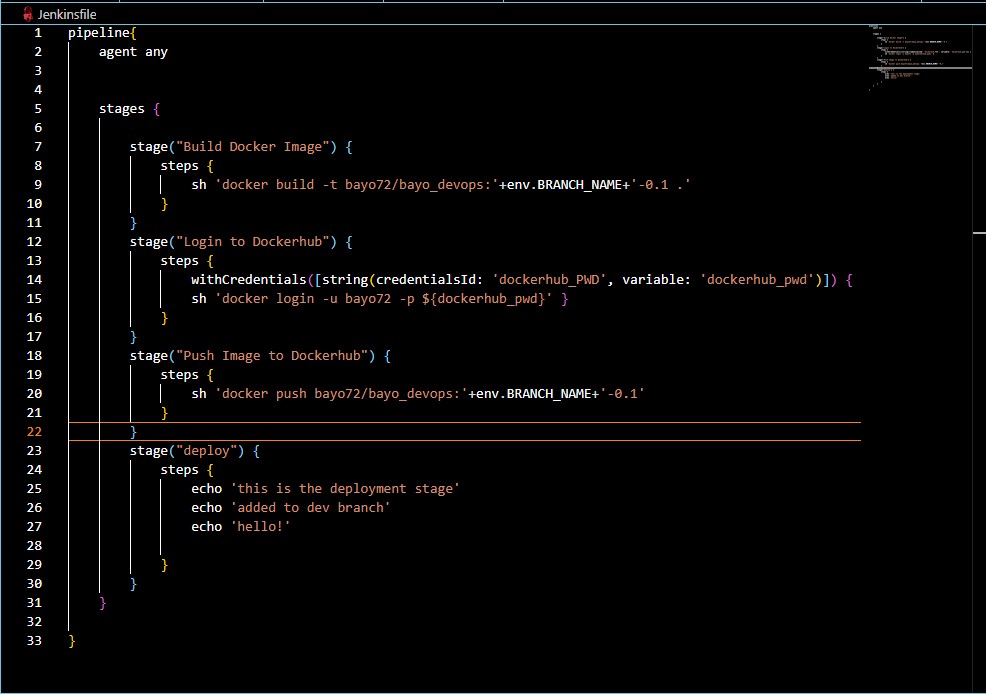 Jenkinsfile
1 pipeline{
2 agent any
3
4
5 stages {
6
7 stage("Build Docker Image") {
8 steps {
9 sh 'docker build -t bayo72/bayo_devops:'+env.BRANCH_NAME+'-0.1 .'
10 }
11 }
12 stage("Login to Dockerhub") {
13 steps {
14 withCredentials([string(credentialsId: 'dockerhub_PWD', variable: 'dockerhub_pwd')]) {
15 sh 'docker login -u bayo72 -p ${dockerhub_pwd}' }
16 }
17 }
18 stage("Push Image to Dockerhub") {
19 steps {
20 sh 'docker push bayo72/bayo_devops:'+env.BRANCH_NAME+'-0.1'
21 }
22 }
23 stage("deploy") {
24 steps {
25 echo 'this is the deployment stage'
26 echo 'added to dev branch'
27 echo 'hello!'
28
29 }
30 }
31 }
32
33 }